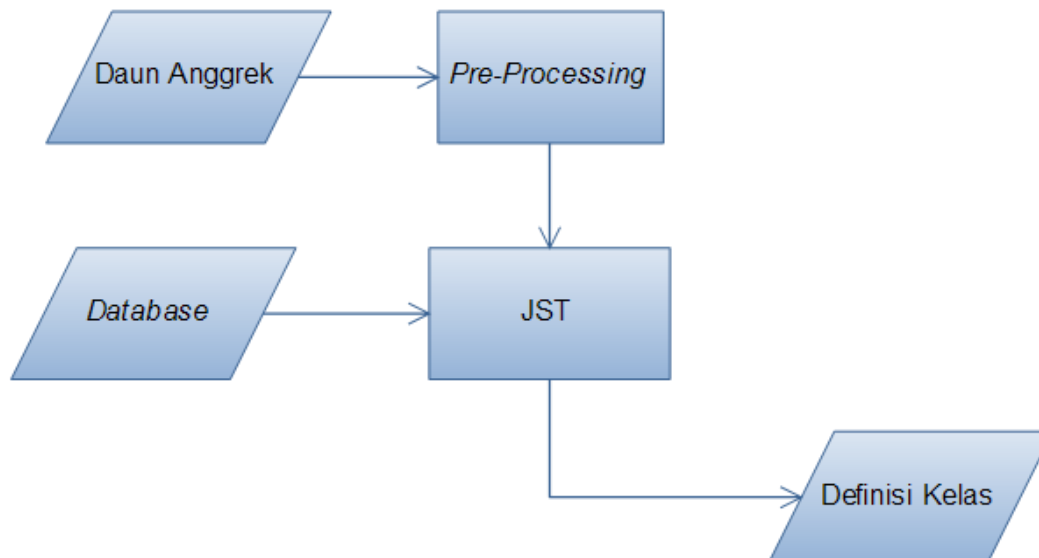 Daun Anggrek
Pre-Processing
Database
JST
Definisi Kelas